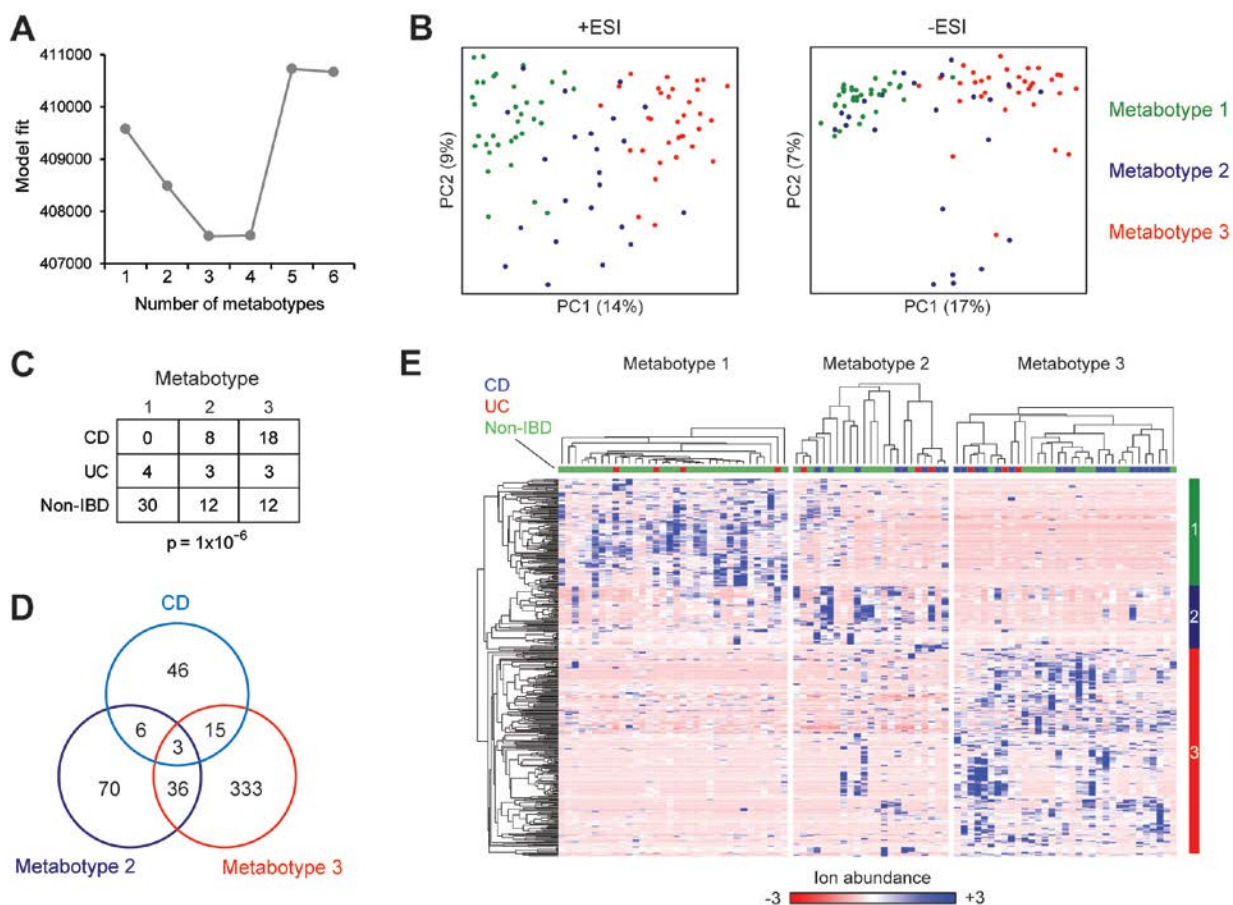 A
411000
410000
409000
408000
407000
Model fit
1 2 3 4 5 6
Number of metabotypes
B
+ESI
-ESI
PC2 (9%)
PC1 (14%)
PC2 (7%)
PC1 (17%)
Metabotype 1
Metabotype 2
Metabotype 3
C
Metabotype
1 2 3
CD 0 8 18
UC 4 3 3
Non-IBD 30 12 12
p = 1x10⁻⁶
D
CD
46
6 15
3
70 36 333
Metabotype 2
Metabotype 3
E
Metabotype 1 Metabotype 2 Metabotype 3
CD
UC
Non-IBD
1
2
3
Ion abundance
-3 +3